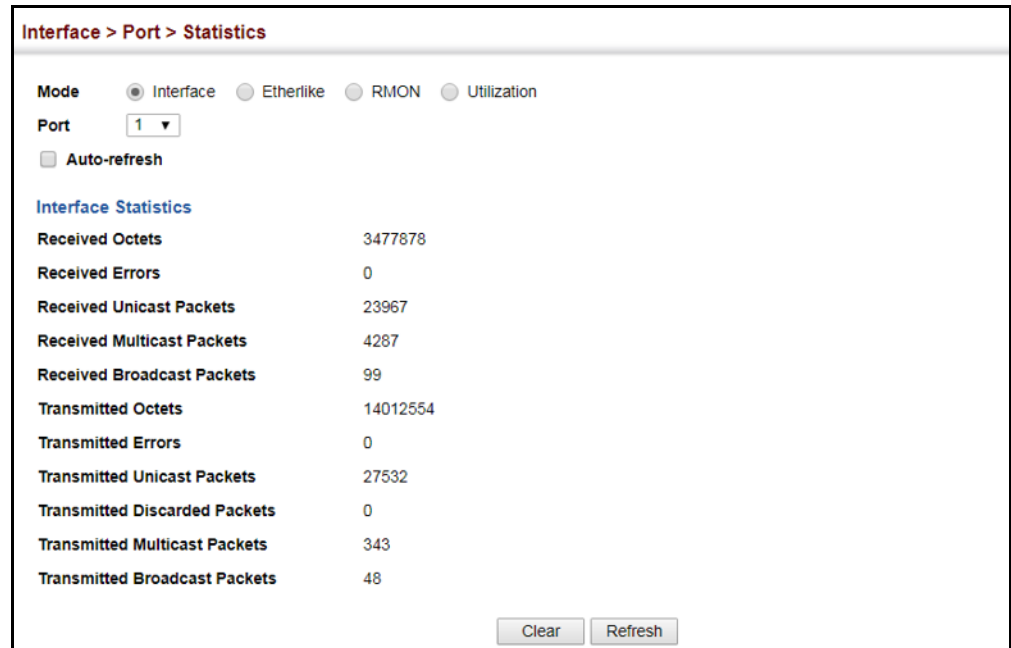 Interface > Port > Statistics
Mode Interface Etherlike RMON Utilization
Port 1
Auto-refresh
Interface Statistics
Received Octets 3477878
Received Errors 0
Received Unicast Packets 23967
Received Multicast Packets 4287
Received Broadcast Packets 99
Transmitted Octets 14012554
Transmitted Errors 0
Transmitted Unicast Packets 27532
Transmitted Discarded Packets 0
Transmitted Multicast Packets 343
Transmitted Broadcast Packets 48
Clear Refresh